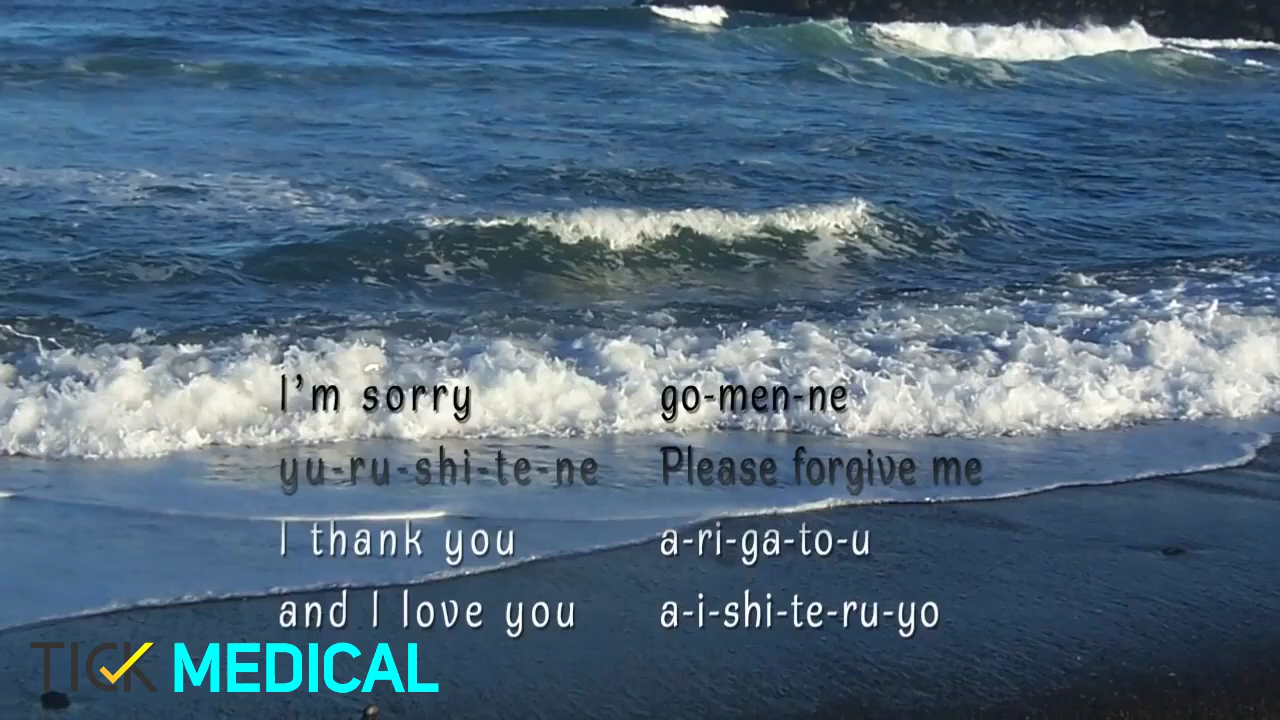 I'm sorry go-men-ne
yu-ru-shi-te-ne Please forgive me
I thank you a-ri-ga-to-u
and I love you a-i-shi-te-ru-yo
TICK MEDICAL